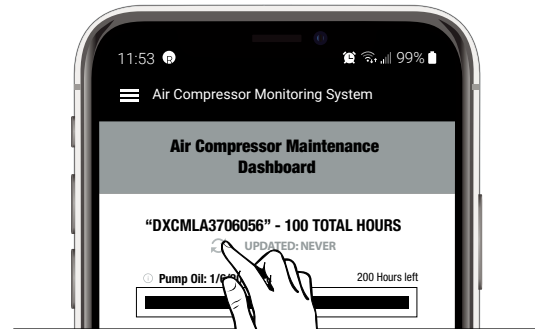 11:53 R 99%
Air Compressor Monitoring System
Air Compressor Maintenance
Dashboard
“DXCMLA3706056” - 100 TOTAL HOURS
UPDATED: NEVER
Pump Oil: 200 Hours left